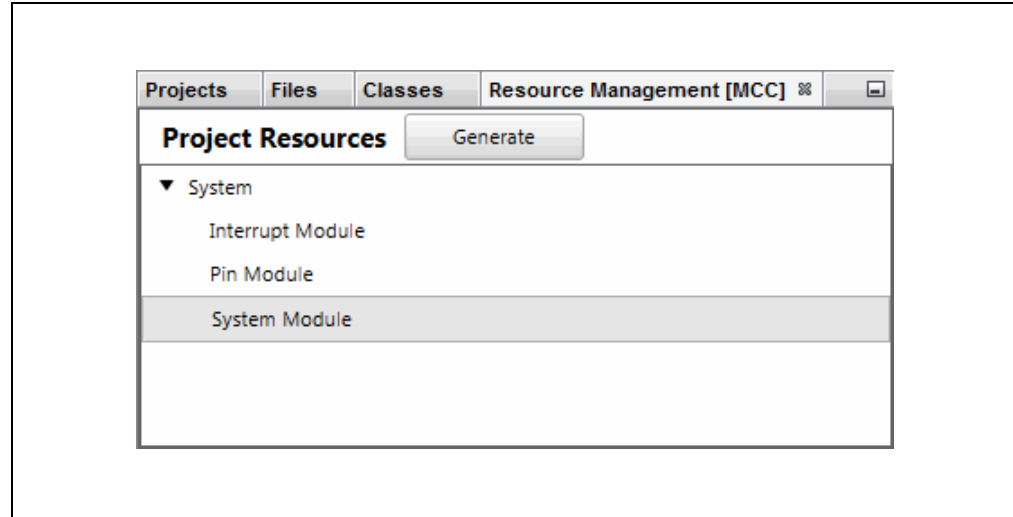 Projects Files Classes Resource Management [MCC]
Project Resources Generate
System
Interrupt Module
Pin Module
System Module